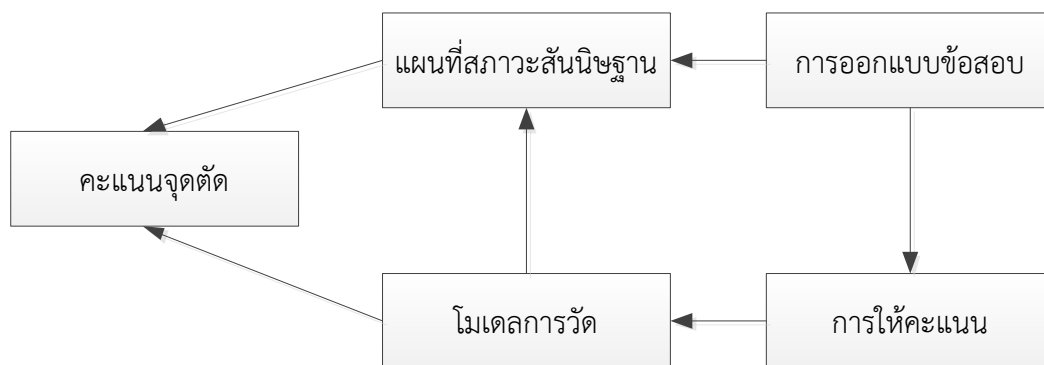 แผนที่สภาวะสันนิษฐาน
การออกแบบข้อสอบ
คะแนนจุดตัด
โมเดลการวัด
การให้คะแนน